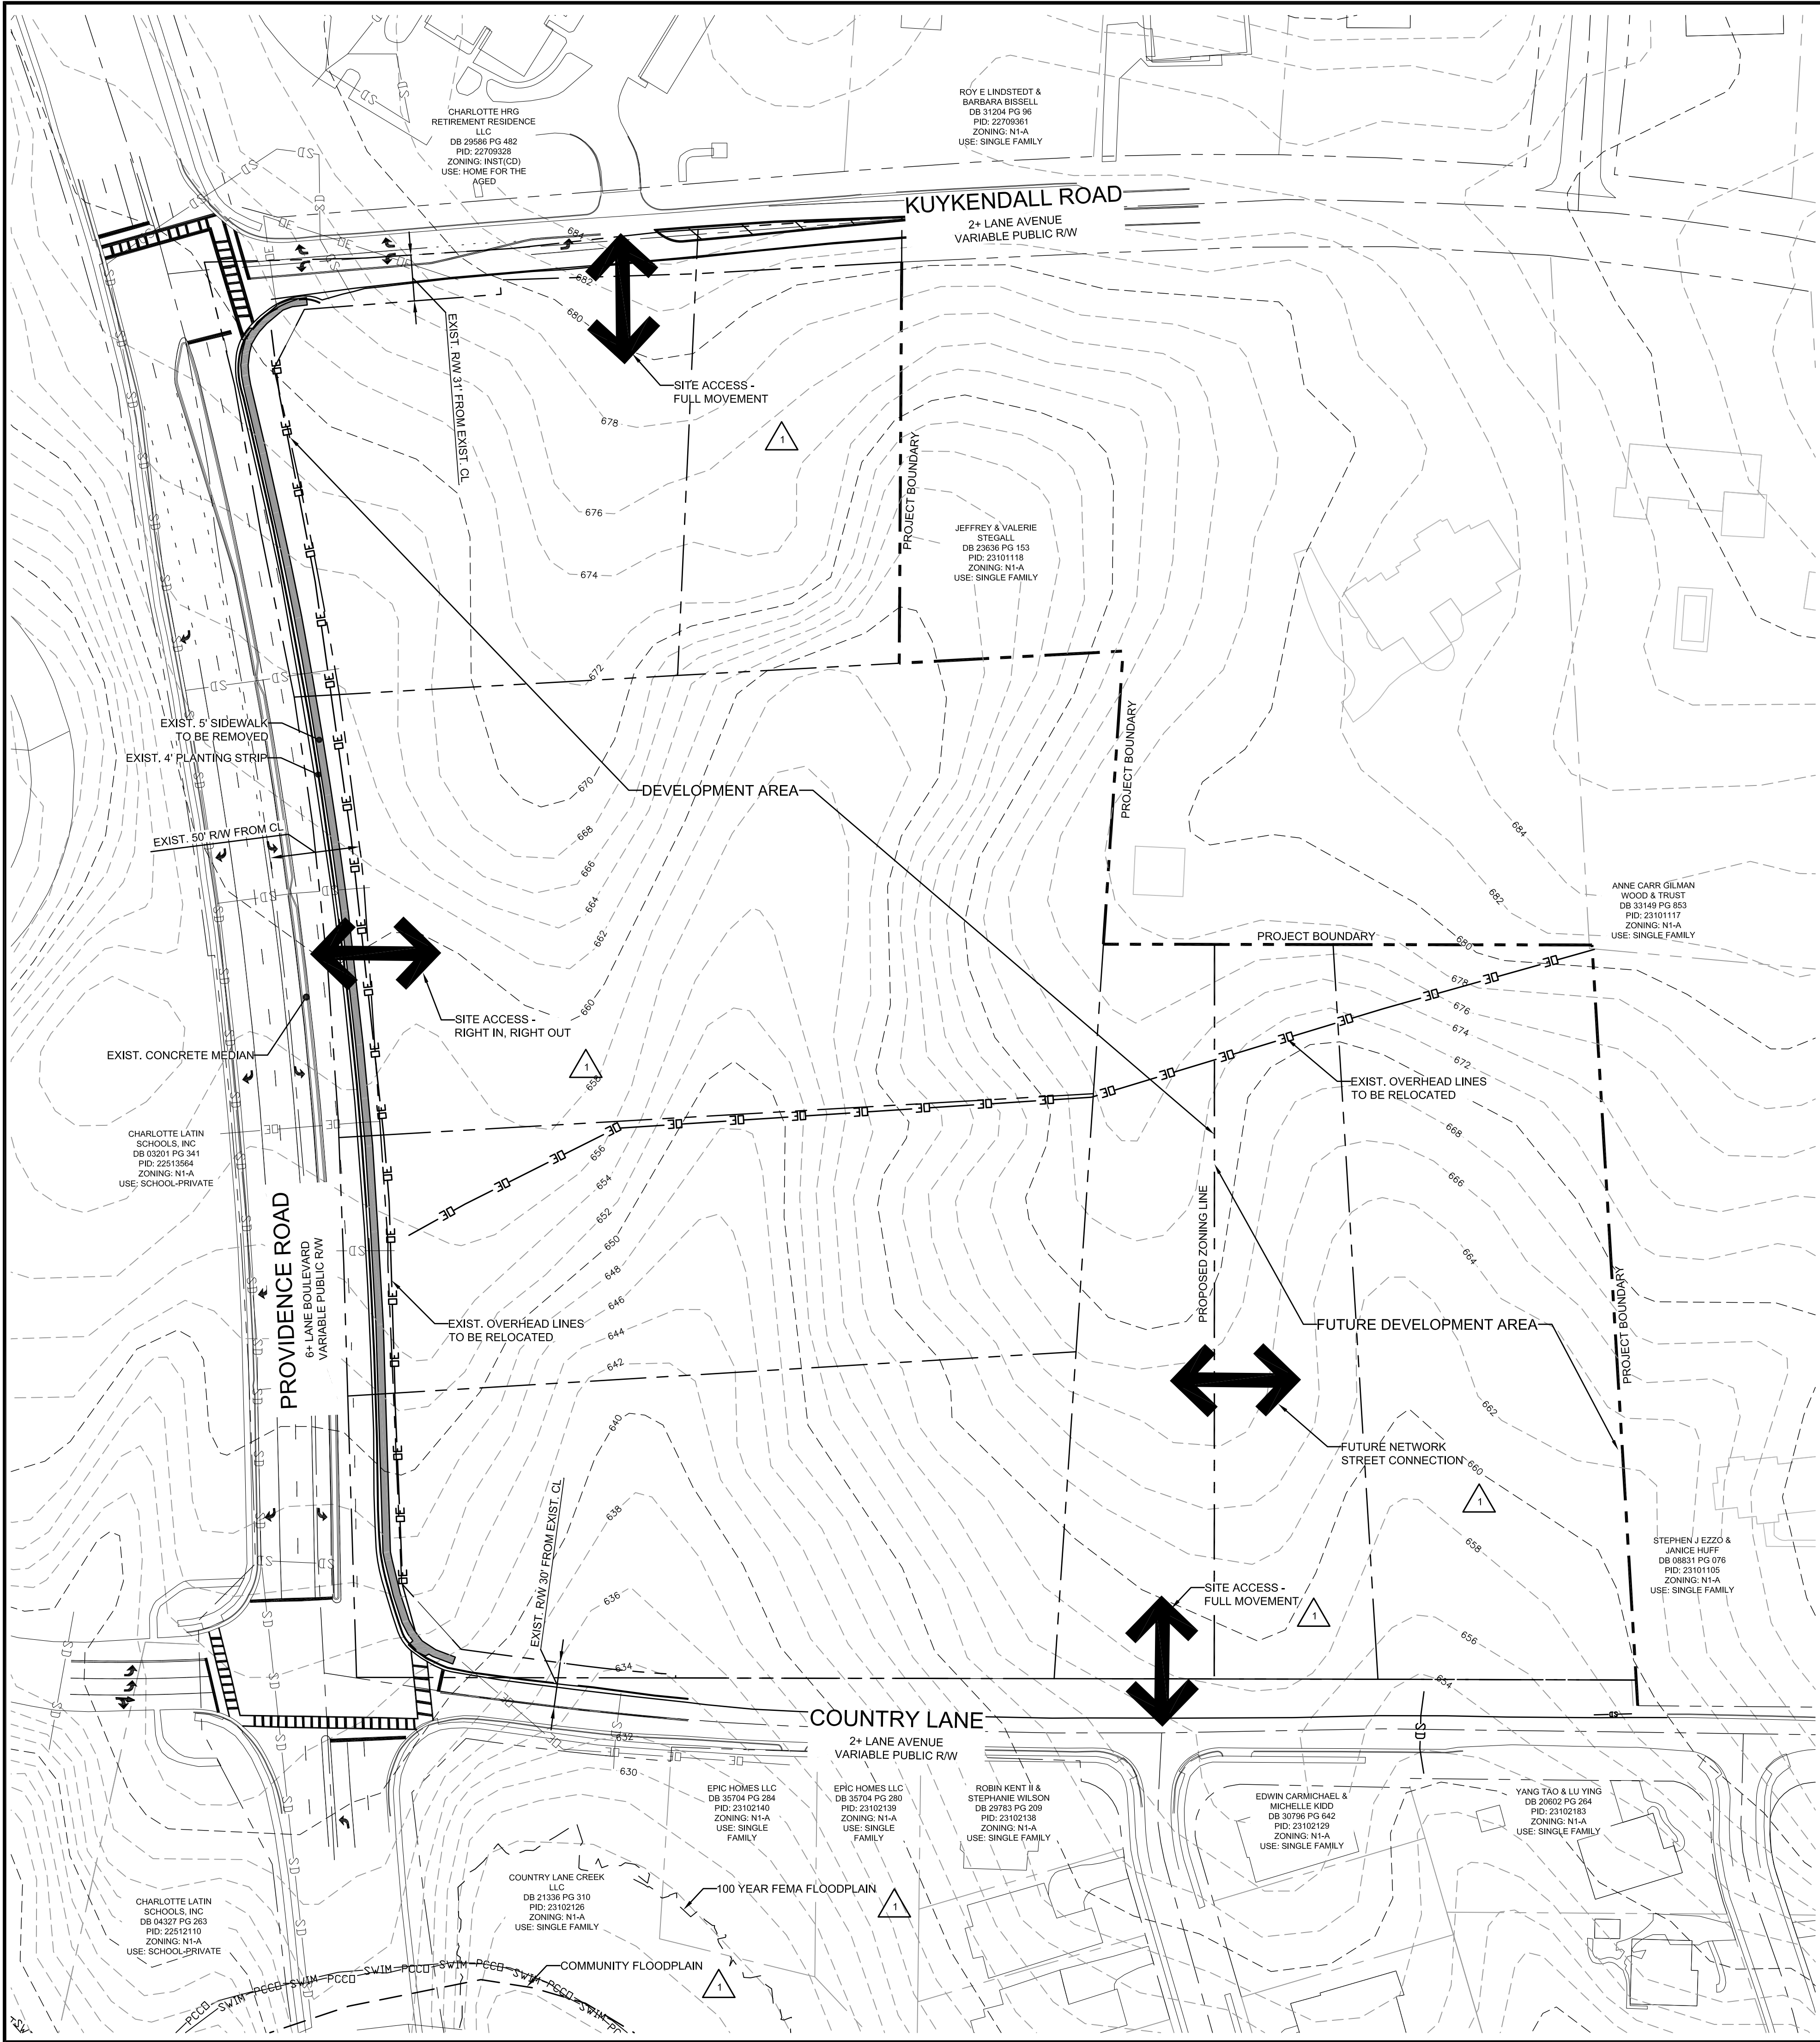 CHARLOTTE HRG
RETIREMENT RESIDENCE
LLC
DB 29586 PG 482
PID: 22709328
ZONING: INST(CD)
USE: HOME FOR THE
AGED
ROY E LINDSTEDT &
BARBARA BISSELL
DB 31204 PG 96
PID: 22709361
ZONING: N1-A
USE: SINGLE FAMILY
KUYKENDALL ROAD
2+ LANE AVENUE
VARIABLE PUBLIC R/W
684
682
680
EXIST. R/W 31' FROM EXIST. CL
SITE ACCESS -
FULL MOVEMENT
1
678
676
674
672
PROJECT BOUNDARY
JEFFREY & VALERIE
STEGALL
DB 23636 PG 153
PID: 23101118
ZONING: N1-A
USE: SINGLE FAMILY
EXIST. 5' SIDEWALK
TO BE REMOVED
EXIST. 4' PLANTING STRIP
EXIST. 50' R/W FROM CL
DEVELOPMENT AREA
PROJECT BOUNDARY
670
668
666
664
662
660
658
684
682
ANNE CARR GILMAN
WOOD & TRUST
DB 33149 PG 853
PID: 23101117
ZONING: N1-A
USE: SINGLE FAMILY
PROJECT BOUNDARY
680
678
676
674
672
SITE ACCESS -
RIGHT IN, RIGHT OUT
1
EXIST. CONCRETE MEDIAN
EXIST. OVERHEAD LINES
TO BE RELOCATED
CHARLOTTE LATIN
SCHOOLS, INC
DB 03201 PG 341
PID: 22513564
ZONING: N1-A
USE: SCHOOL-PRIVATE
656
654
652
650
648
646
644
642
640
638
636
634
632
630
668
666
664
662
660
658
656
654
PROVIDENCE ROAD
6+ LANE BOULEVARD
VARIABLE PUBLIC R/W
EXIST. OVERHEAD LINES
TO BE RELOCATED
PROPOSED ZONING LINE
FUTURE DEVELOPMENT AREA
PROJECT BOUNDARY
FUTURE NETWORK
STREET CONNECTION
1
EXIST. R/W 30' FROM EXIST. CL
SITE ACCESS -
FULL MOVEMENT
1
STEPHEN J EZZO &
JANICE HUFF
DB 08831 PG 076
PID: 23101105
ZONING: N1-A
USE: SINGLE FAMILY
COUNTRY LANE
2+ LANE AVENUE
VARIABLE PUBLIC R/W
EPIC HOMES LLC
DB 35704 PG 284
PID: 23102140
ZONING: N1-A
USE: SINGLE
FAMILY
EPIC HOMES LLC
DB 35704 PG 280
PID: 23102139
ZONING: N1-A
USE: SINGLE
FAMILY
ROBIN KENT II &
STEPHANIE WILSON
DB 29783 PG 209
PID: 23102138
ZONING: N1-A
USE: SINGLE FAMILY
EDWIN CARMICHAEL &
MICHELLE KIDD
DB 30796 PG 642
PID: 23102129
ZONING: N1-A
USE: SINGLE FAMILY
YANG TAO & LU YING
DB 20602 PG 264
PID: 23102183
ZONING: N1-A
USE: SINGLE FAMILY
COUNTRY LANE CREEK
LLC
DB 21336 PG 310
PID: 23102126
ZONING: N1-A
USE: SINGLE FAMILY
100 YEAR FEMA FLOODPLAIN
1
CHARLOTTE LATIN
SCHOOLS, INC
DB 04327 PG 263
PID: 22512110
ZONING: N1-A
USE: SCHOOL-PRIVATE
COMMUNITY FLOODPLAIN
1
PCCO SWIM PCCO SWIM PCCO SWIM PCCO SWIM PCCO SWIM PCCO SWIM